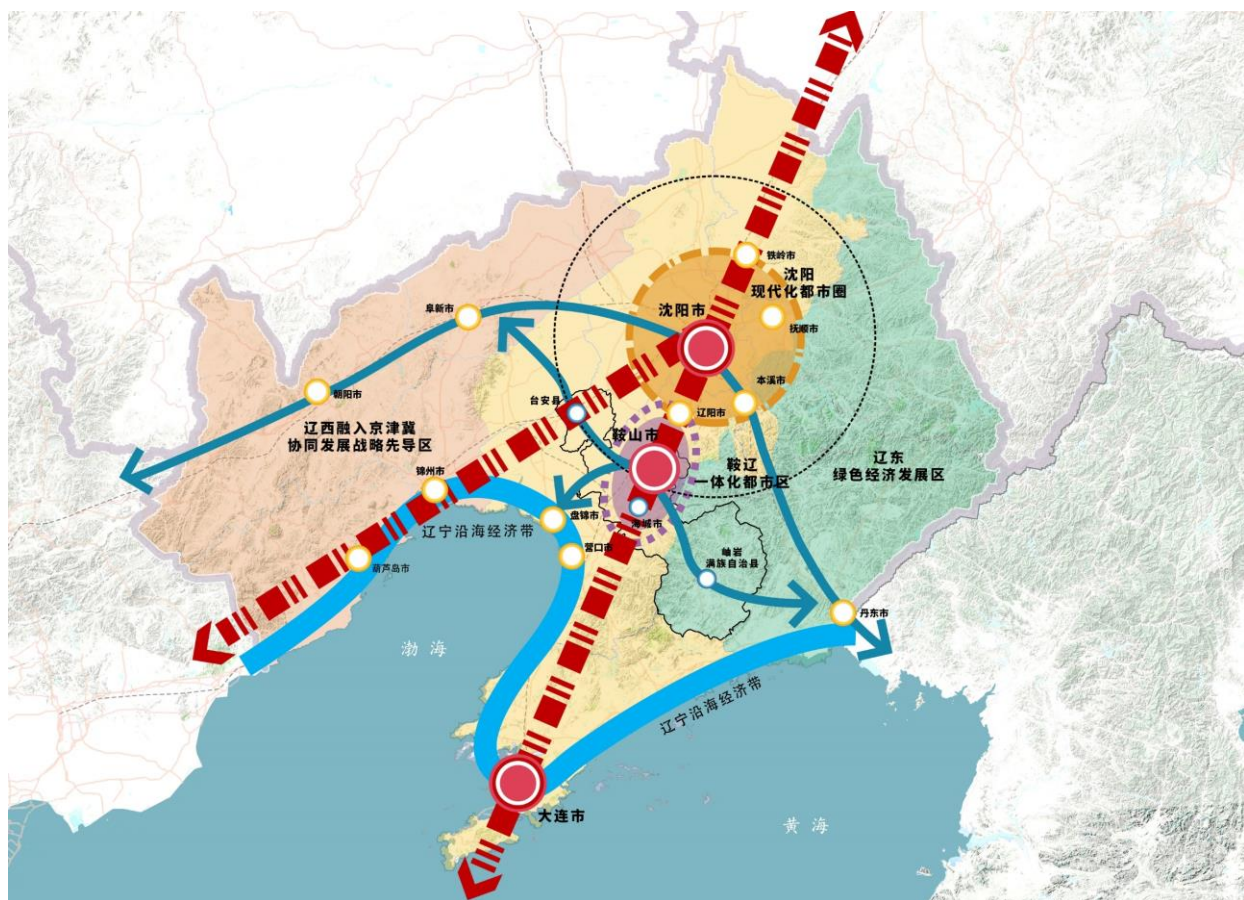 铁岭市
沈阳
现代化都市圈
沈阳市
抚顺市
阜新市
本溪市
朝阳市
台安县
辽阳市
辽西融入京津冀
协同发展战略先导区
鞍山市
鞍辽
一体化都市区
辽东
绿色经济发展区
锦州市
盘锦市
海城市
辽宁沿海经济带
营口市
葫芦岛市
岫岩
满族自治县
丹东市
渤海
辽宁沿海经济带
大连市
黄海